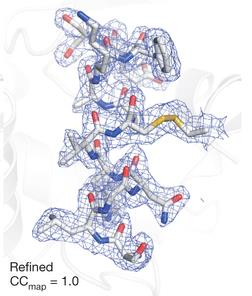 Refined
CCmap = 1.0